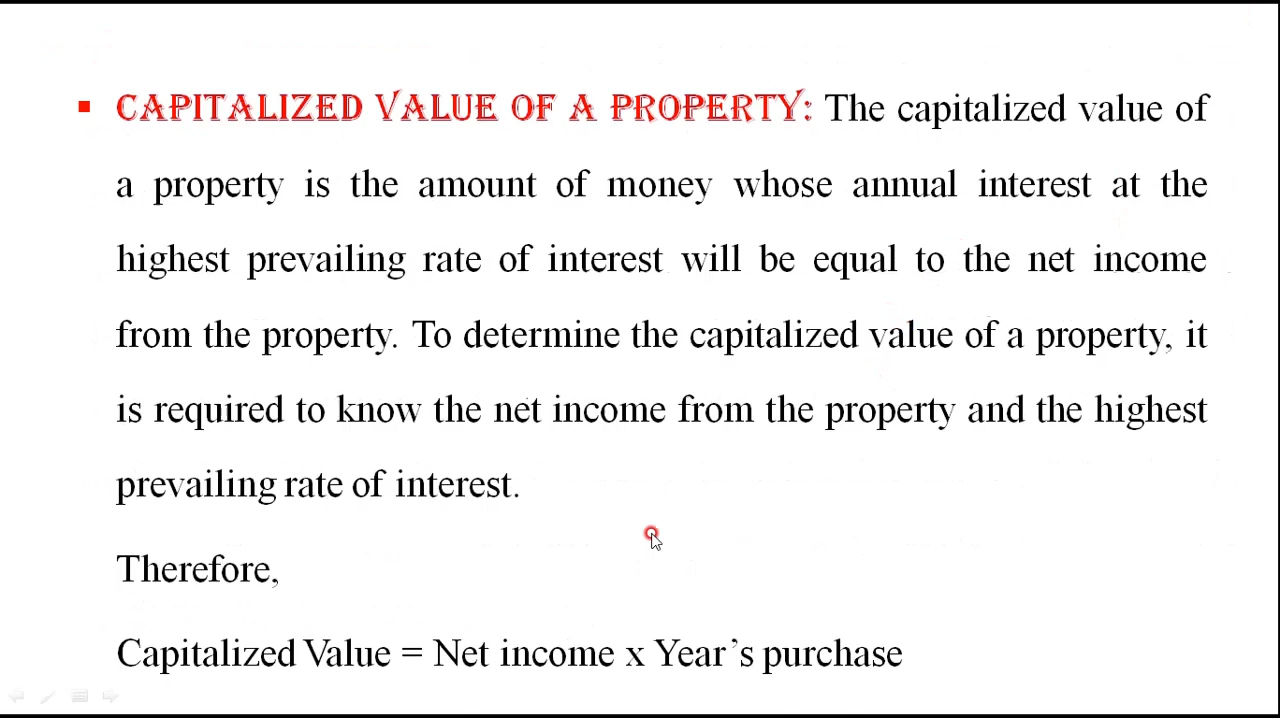 ▪ CAPITALIZED VALUE OF A PROPERTY: The capitalized value of
a property is the amount of money whose annual interest at the
highest prevailing rate of interest will be equal to the net income
from the property. To determine the capitalized value of a property, it
is required to know the net income from the property and the highest
prevailing rate of interest.
Therefore,
Capitalized Value = Net income x Year’s purchase